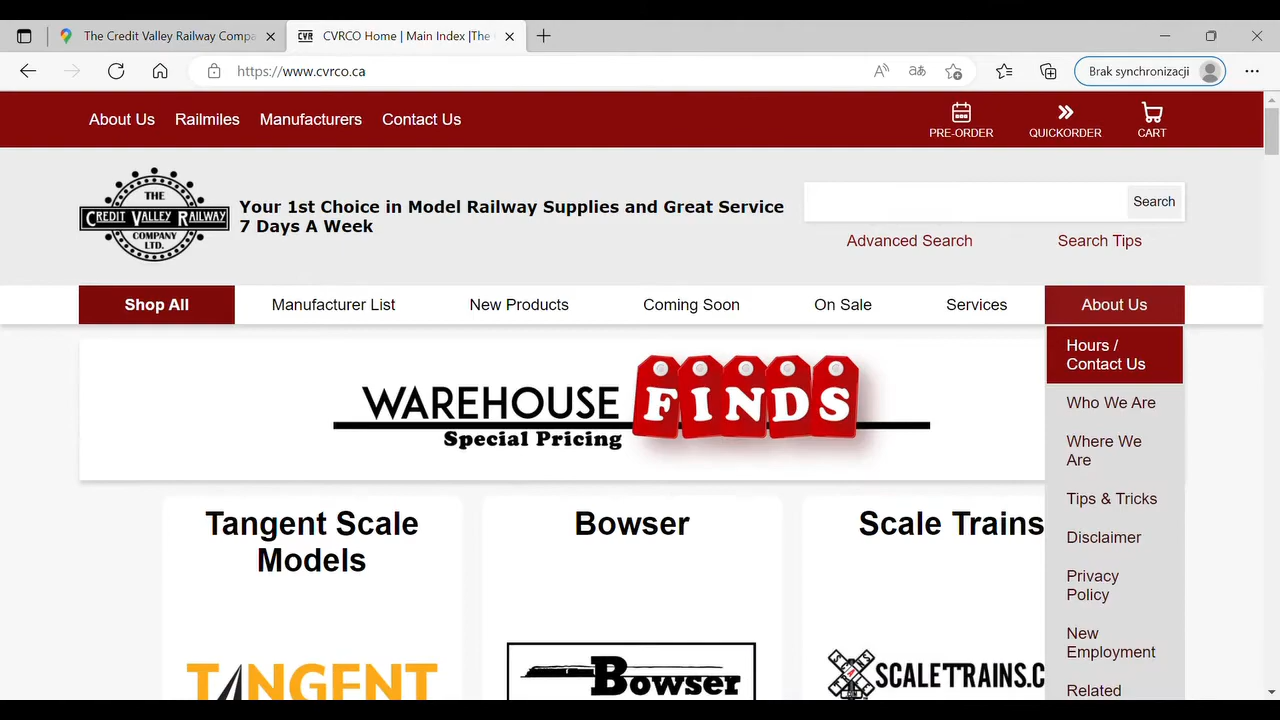 The Credit Valley Railway Compa
CVRCO Home | Main Index |The
https://www.cvrco.ca
aあ
Brak synchronizacji
About Us
Railmiles
Manufacturers
Contact Us
PRE-ORDER
QUICKORDER
CART
THE
CREDIT VALLEY RAILWAY
COMPANY
LTD.
Your 1st Choice in Model Railway Supplies and Great Service
7 Days A Week
Search
Advanced Search
Search Tips
Shop All
Manufacturer List
New Products
Coming Soon
On Sale
Services
About Us
Hours /
Contact Us
Who We Are
Where We
Are
Tips & Tricks
Disclaimer
Privacy
Policy
New
Employment
Related
WAREHOUSE FINDS
Special Pricing
Tangent Scale
Models
Bowser
Scale Trains
TANGENT
Bowser
SCALETRAINS.C